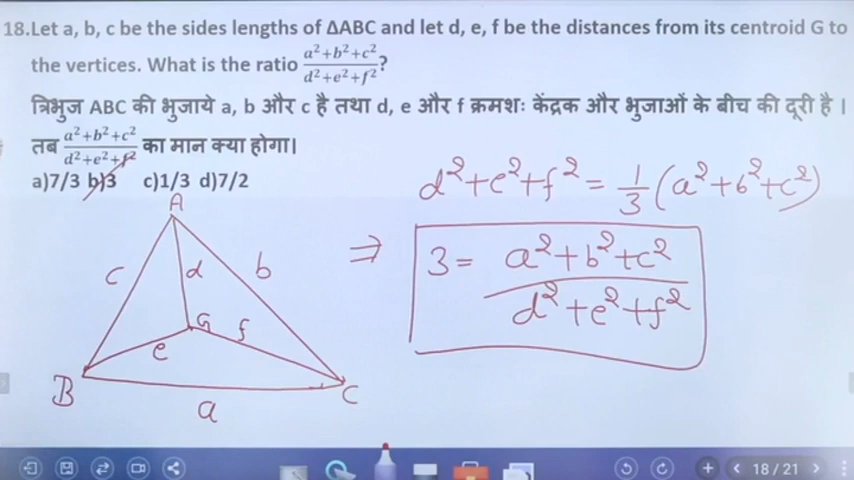 18.Let a, b, c be the sides lengths of ΔABC and let d, e, f be the distances from its centroid G to
the vertices. What is the ratio (a²+b²+c²)/(d²+e²+f²)?
त्रिभुज ABC की भुजाये a, b और c है तथा d, e और f क्रमशः केंद्रक और भुजाओं के बीच की दूरी है ।
तब (a²+b²+c²)/(d²+e²+f²) का मान क्या होगा।
a)7/3 b)3 c)1/3 d)7/2
d²+e²+f² = 1/3 (a²+b²+c²)
⇒ 3 = (a²+b²+c²)/(d²+e²+f²)
A
c d b
G
e f
B C
a
18 / 21